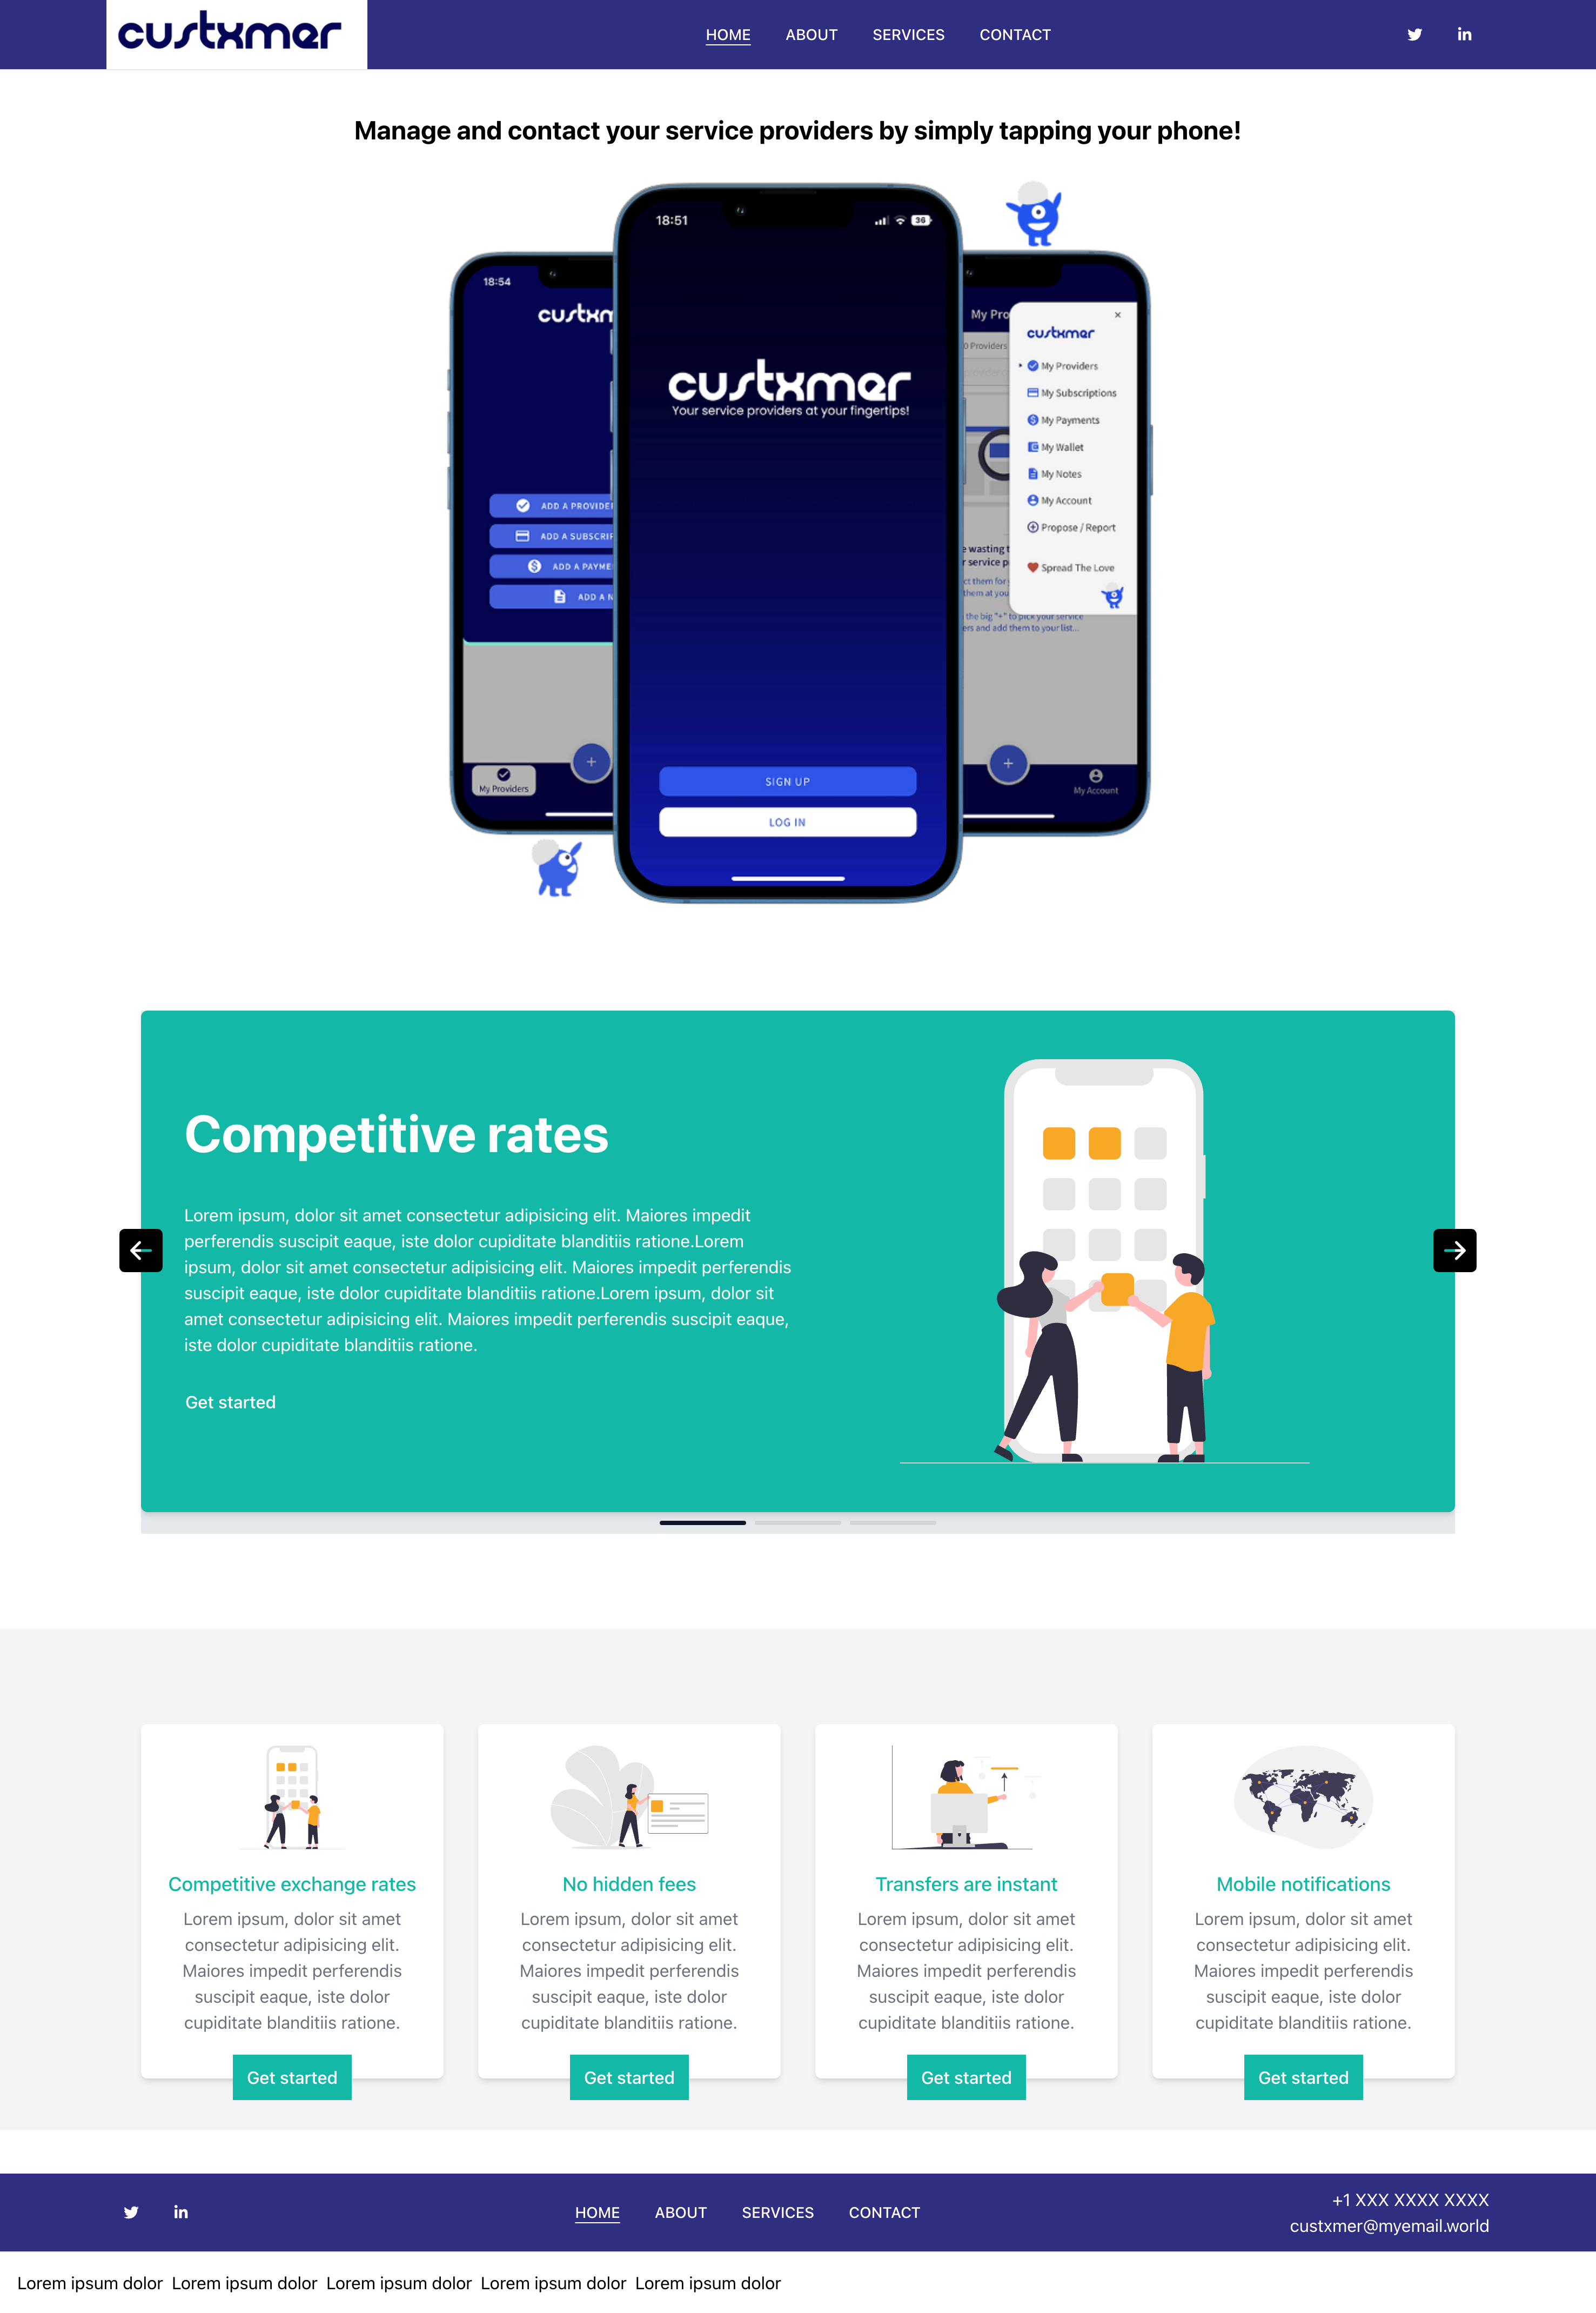 custxmer
HOME ABOUT SERVICES CONTACT
Manage and contact your service providers by simply tapping your phone!
18:54
custxm
ADD A PROVIDE
ADD A SUBSCRIP
ADD A PAYME
ADD A N
My Providers
18:51
36
custxmer
Your service providers at your fingertips!
SIGN UP
LOG IN
My Pro
0 Providers
custxmer
My Providers
My Subscriptions
My Payments
My Wallet
My Notes
My Account
Propose / Report
Spread The Love
e wasting t
r service p
ct them for
them at you
the big "+" to pick your service
ers and add them to your list...
My Account
Competitive rates
Lorem ipsum, dolor sit amet consectetur adipisicing elit. Maiores impedit
perferendis suscipit eaque, iste dolor cupiditate blanditiis ratione.Lorem
ipsum, dolor sit amet consectetur adipisicing elit. Maiores impedit perferendis
suscipit eaque, iste dolor cupiditate blanditiis ratione.Lorem ipsum, dolor sit
amet consectetur adipisicing elit. Maiores impedit perferendis suscipit eaque,
iste dolor cupiditate blanditiis ratione.
Get started
Competitive exchange rates
Lorem ipsum, dolor sit amet
consectetur adipisicing elit.
Maiores impedit perferendis
suscipit eaque, iste dolor
cupiditate blanditiis ratione.
Get started
No hidden fees
Lorem ipsum, dolor sit amet
consectetur adipisicing elit.
Maiores impedit perferendis
suscipit eaque, iste dolor
cupiditate blanditiis ratione.
Get started
Transfers are instant
Lorem ipsum, dolor sit amet
consectetur adipisicing elit.
Maiores impedit perferendis
suscipit eaque, iste dolor
cupiditate blanditiis ratione.
Get started
Mobile notifications
Lorem ipsum, dolor sit amet
consectetur adipisicing elit.
Maiores impedit perferendis
suscipit eaque, iste dolor
cupiditate blanditiis ratione.
Get started
HOME ABOUT SERVICES CONTACT
+1 XXX XXXX XXXX
custxmer@myemail.world
Lorem ipsum dolor Lorem ipsum dolor Lorem ipsum dolor Lorem ipsum dolor Lorem ipsum dolor